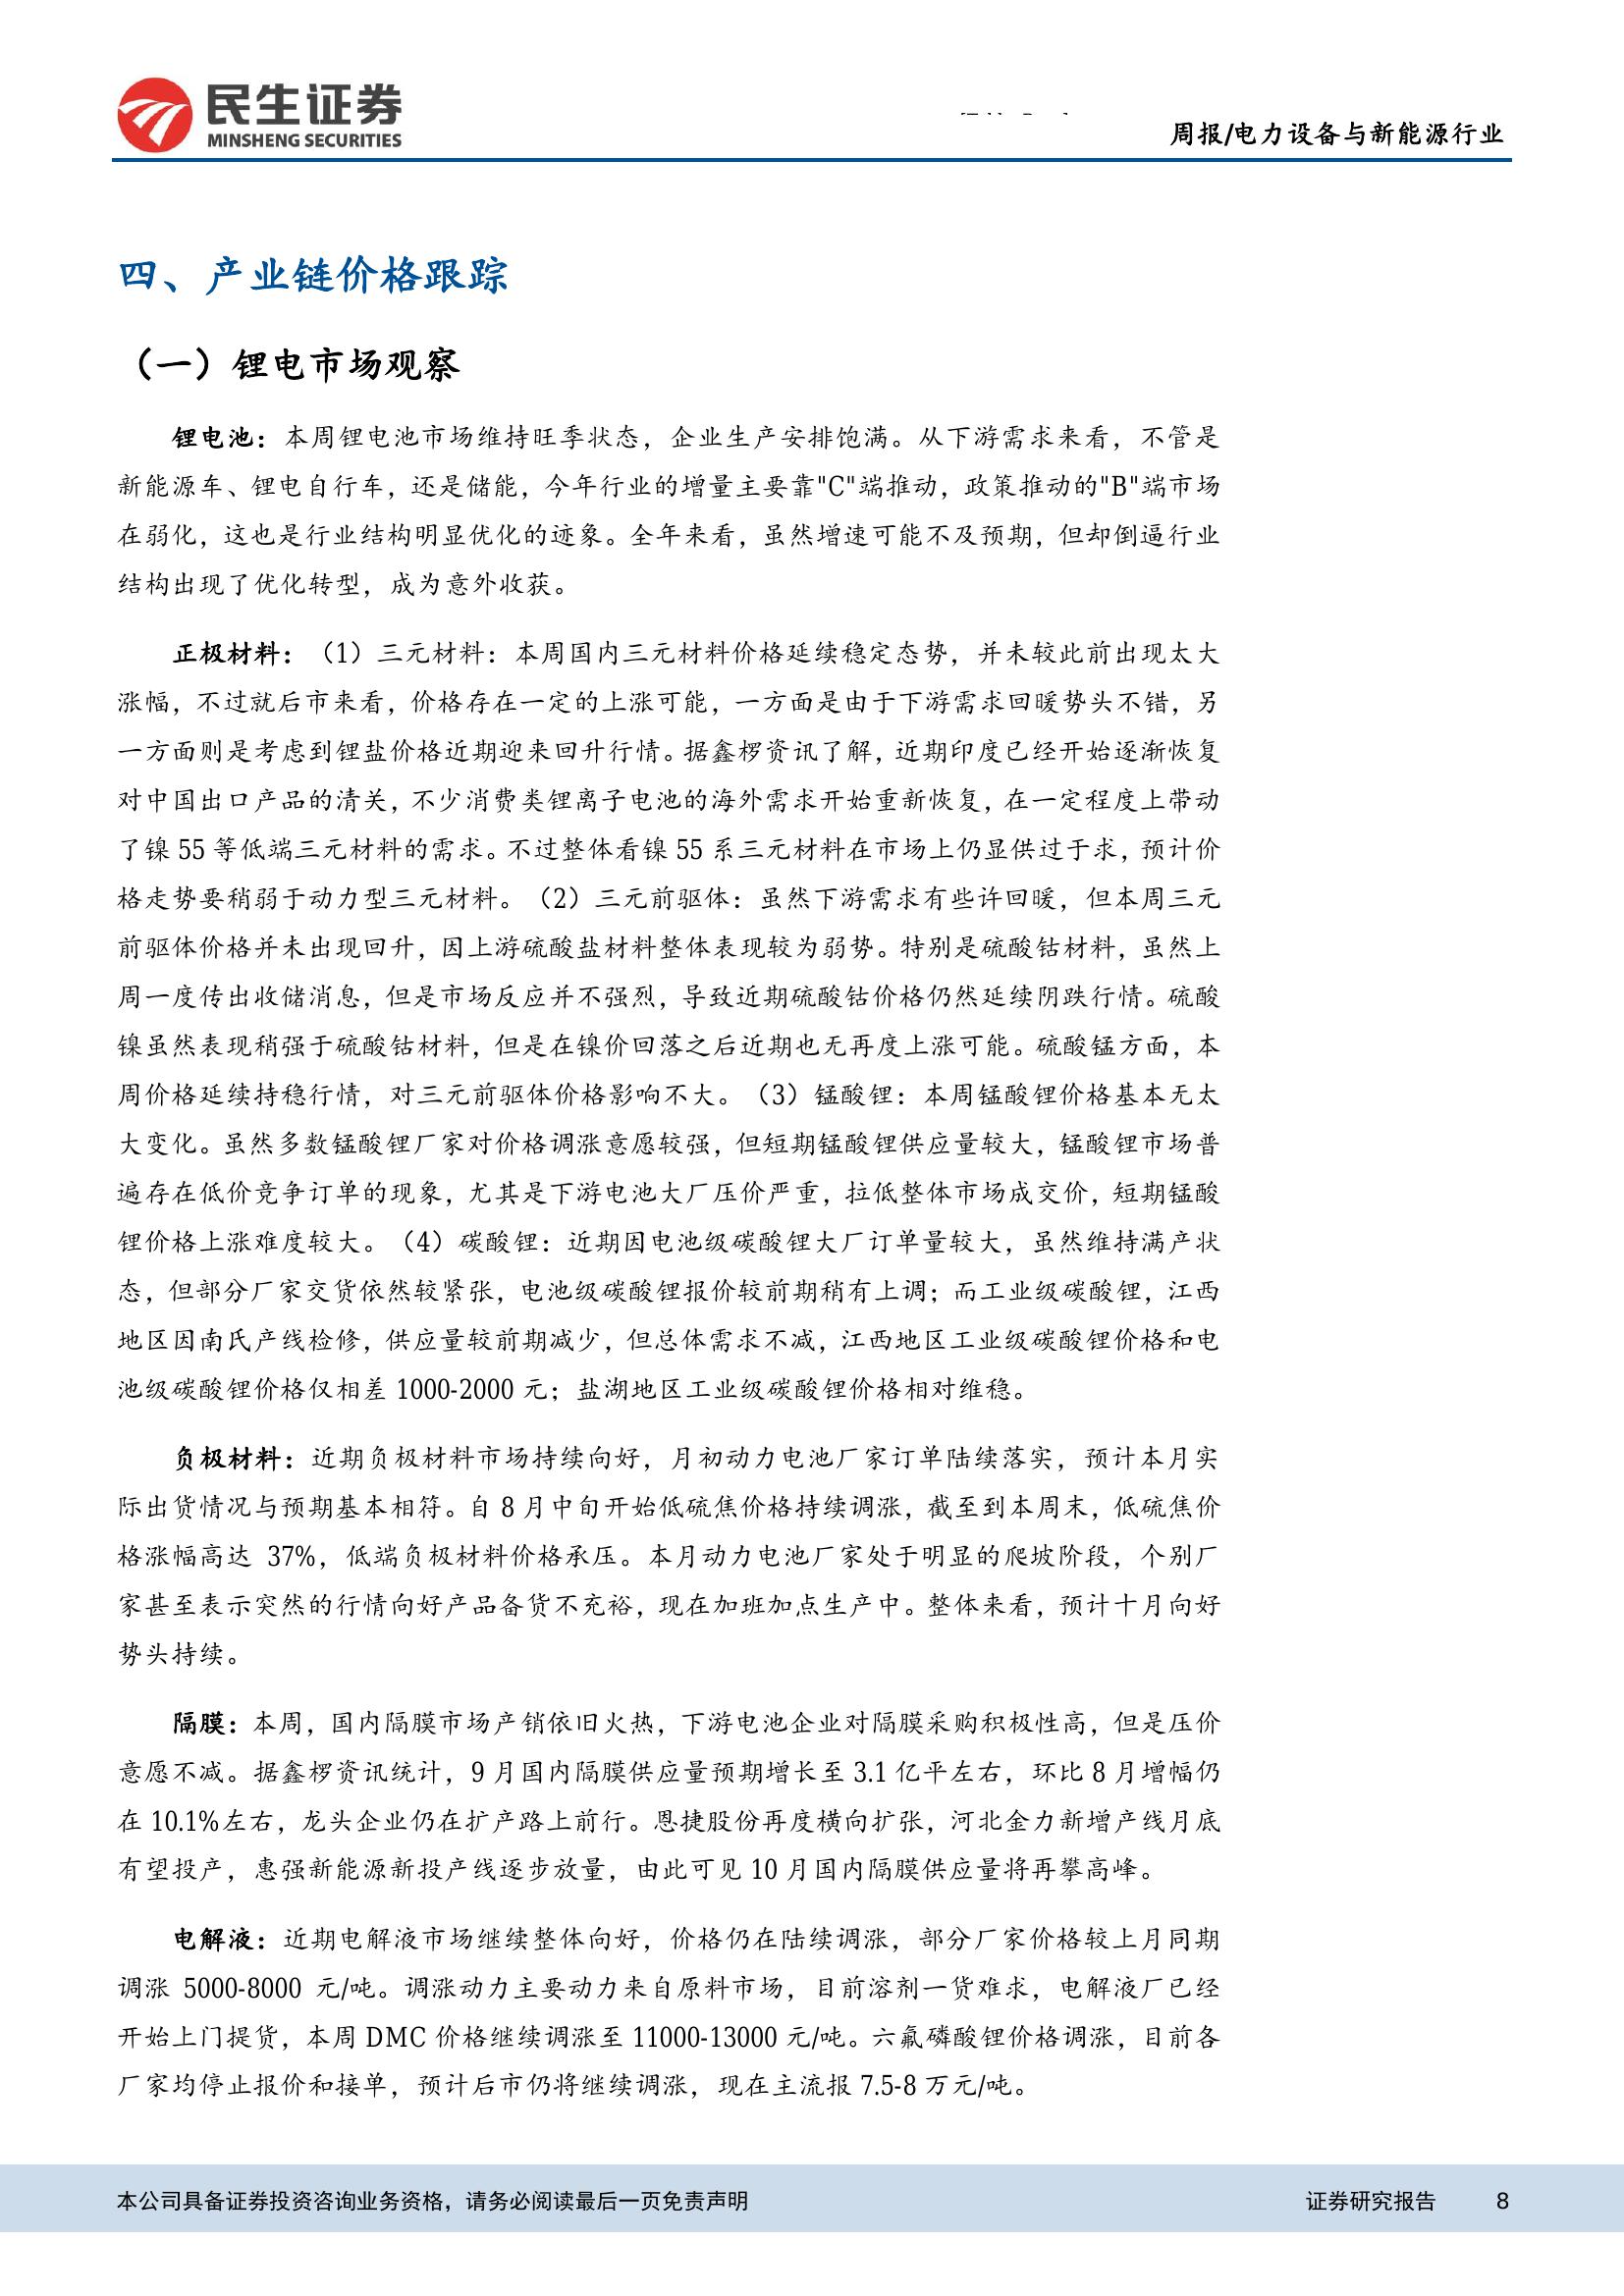 民生证券
MINSHENG SECURITIES
周报/电力设备与新能源行业
四、产业链价格跟踪
（一）锂电市场观察
锂电池：本周锂电池市场维持旺季状态，企业生产安排饱满。从下游需求来看，不管是
新能源车、锂电自行车，还是储能，今年行业的增量主要靠"C"端推动，政策推动的"B"端市场
在弱化，这也是行业结构明显优化的迹象。全年来看，虽然增速可能不及预期，但却倒逼行业
结构出现了优化转型，成为意外收获。
正极材料：（1）三元材料：本周国内三元材料价格延续稳定态势，并未较此前出现太大
涨幅，不过就后市来看，价格存在一定的上涨可能，一方面是由于下游需求回暖势头不错，另
一方面则是考虑到锂盐价格近期迎来回升行情。据鑫椤资讯了解，近期印度已经开始逐渐恢复
对中国出口产品的清关，不少消费类锂离子电池的海外需求开始重新恢复，在一定程度上带动
了镍 55 等低端三元材料的需求。不过整体看镍 55 系三元材料在市场上仍显供过于求，预计价
格走势要稍弱于动力型三元材料。（2）三元前驱体：虽然下游需求有些许回暖，但本周三元
前驱体价格并未出现回升，因上游硫酸盐材料整体表现较为弱势。特别是硫酸钴材料，虽然上
周一度传出收储消息，但是市场反应并不强烈，导致近期硫酸钴价格仍然延续阴跌行情。硫酸
镍虽然表现稍强于硫酸钴材料，但是在镍价回落之后近期也无再度上涨可能。硫酸锰方面，本
周价格延续持稳行情，对三元前驱体价格影响不大。（3）锰酸锂：本周锰酸锂价格基本无太
大变化。虽然多数锰酸锂厂家对价格调涨意愿较强，但短期锰酸锂供应量较大，锰酸锂市场普
遍存在低价竞争订单的现象，尤其是下游电池大厂压价严重，拉低整体市场成交价，短期锰酸
锂价格上涨难度较大。（4）碳酸锂：近期因电池级碳酸锂大厂订单量较大，虽然维持满产状
态，但部分厂家交货依然较紧张，电池级碳酸锂报价较前期稍有上调；而工业级碳酸锂，江西
地区因南氏产线检修，供应量较前期减少，但总体需求不减，江西地区工业级碳酸锂价格和电
池级碳酸锂价格仅相差 1000-2000 元；盐湖地区工业级碳酸锂价格相对维稳。
负极材料：近期负极材料市场持续向好，月初动力电池厂家订单陆续落实，预计本月实
际出货情况与预期基本相符。自 8 月中旬开始低硫焦价格持续调涨，截至到本周末，低硫焦价
格涨幅高达 37%，低端负极材料价格承压。本月动力电池厂家处于明显的爬坡阶段，个别厂
家甚至表示突然的行情向好产品备货不充裕，现在加班加点生产中。整体来看，预计十月向好
势头持续。
隔膜：本周，国内隔膜市场产销依旧火热，下游电池企业对隔膜采购积极性高，但是压价
意愿不减。据鑫椤资讯统计，9 月国内隔膜供应量预期增长至 3.1 亿平左右，环比 8 月增幅仍
在 10.1%左右，龙头企业仍在扩产路上前行。恩捷股份再度横向扩张，河北金力新增产线月底
有望投产，惠强新能源新投产线逐步放量，由此可见 10 月国内隔膜供应量将再攀高峰。
电解液：近期电解液市场继续整体向好，价格仍在陆续调涨，部分厂家价格较上月同期
调涨 5000-8000 元/吨。调涨动力主要动力来自原料市场，目前溶剂一货难求，电解液厂已经
开始上门提货，本周 DMC 价格继续调涨至 11000-13000 元/吨。六氟磷酸锂价格调涨，目前各
厂家均停止报价和接单，预计后市仍将继续调涨，现在主流报 7.5-8 万元/吨。
本公司具备证券投资咨询业务资格，请务必阅读最后一页免责声明
证券研究报告 8